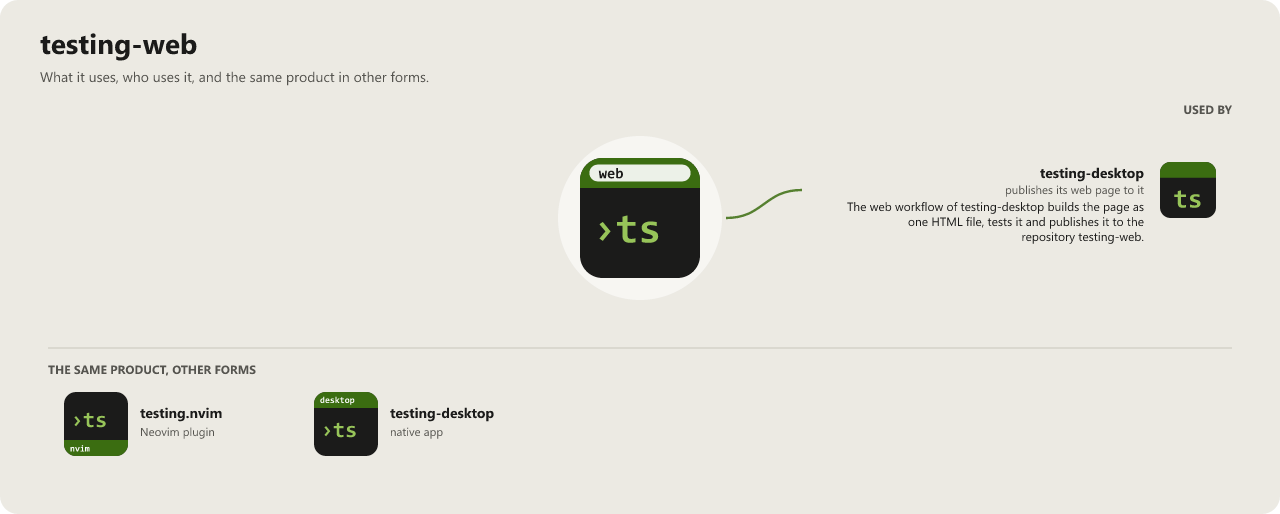 testing-web
What it uses, who uses it, and the same product in other forms.
USED BY
web
›ts
testing-desktop
publishes its web page to it
The web workflow of testing-desktop builds the page as
one HTML file, tests it and publishes it to the
repository testing-web.
ts
THE SAME PRODUCT, OTHER FORMS
›ts
nvim
testing.nvim
Neovim plugin
desktop
›ts
testing-desktop
native app